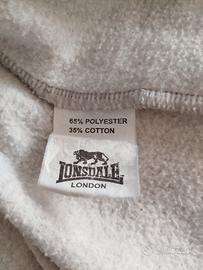 65% POLYESTER
35% COTTON
LONSDALE
LONDON